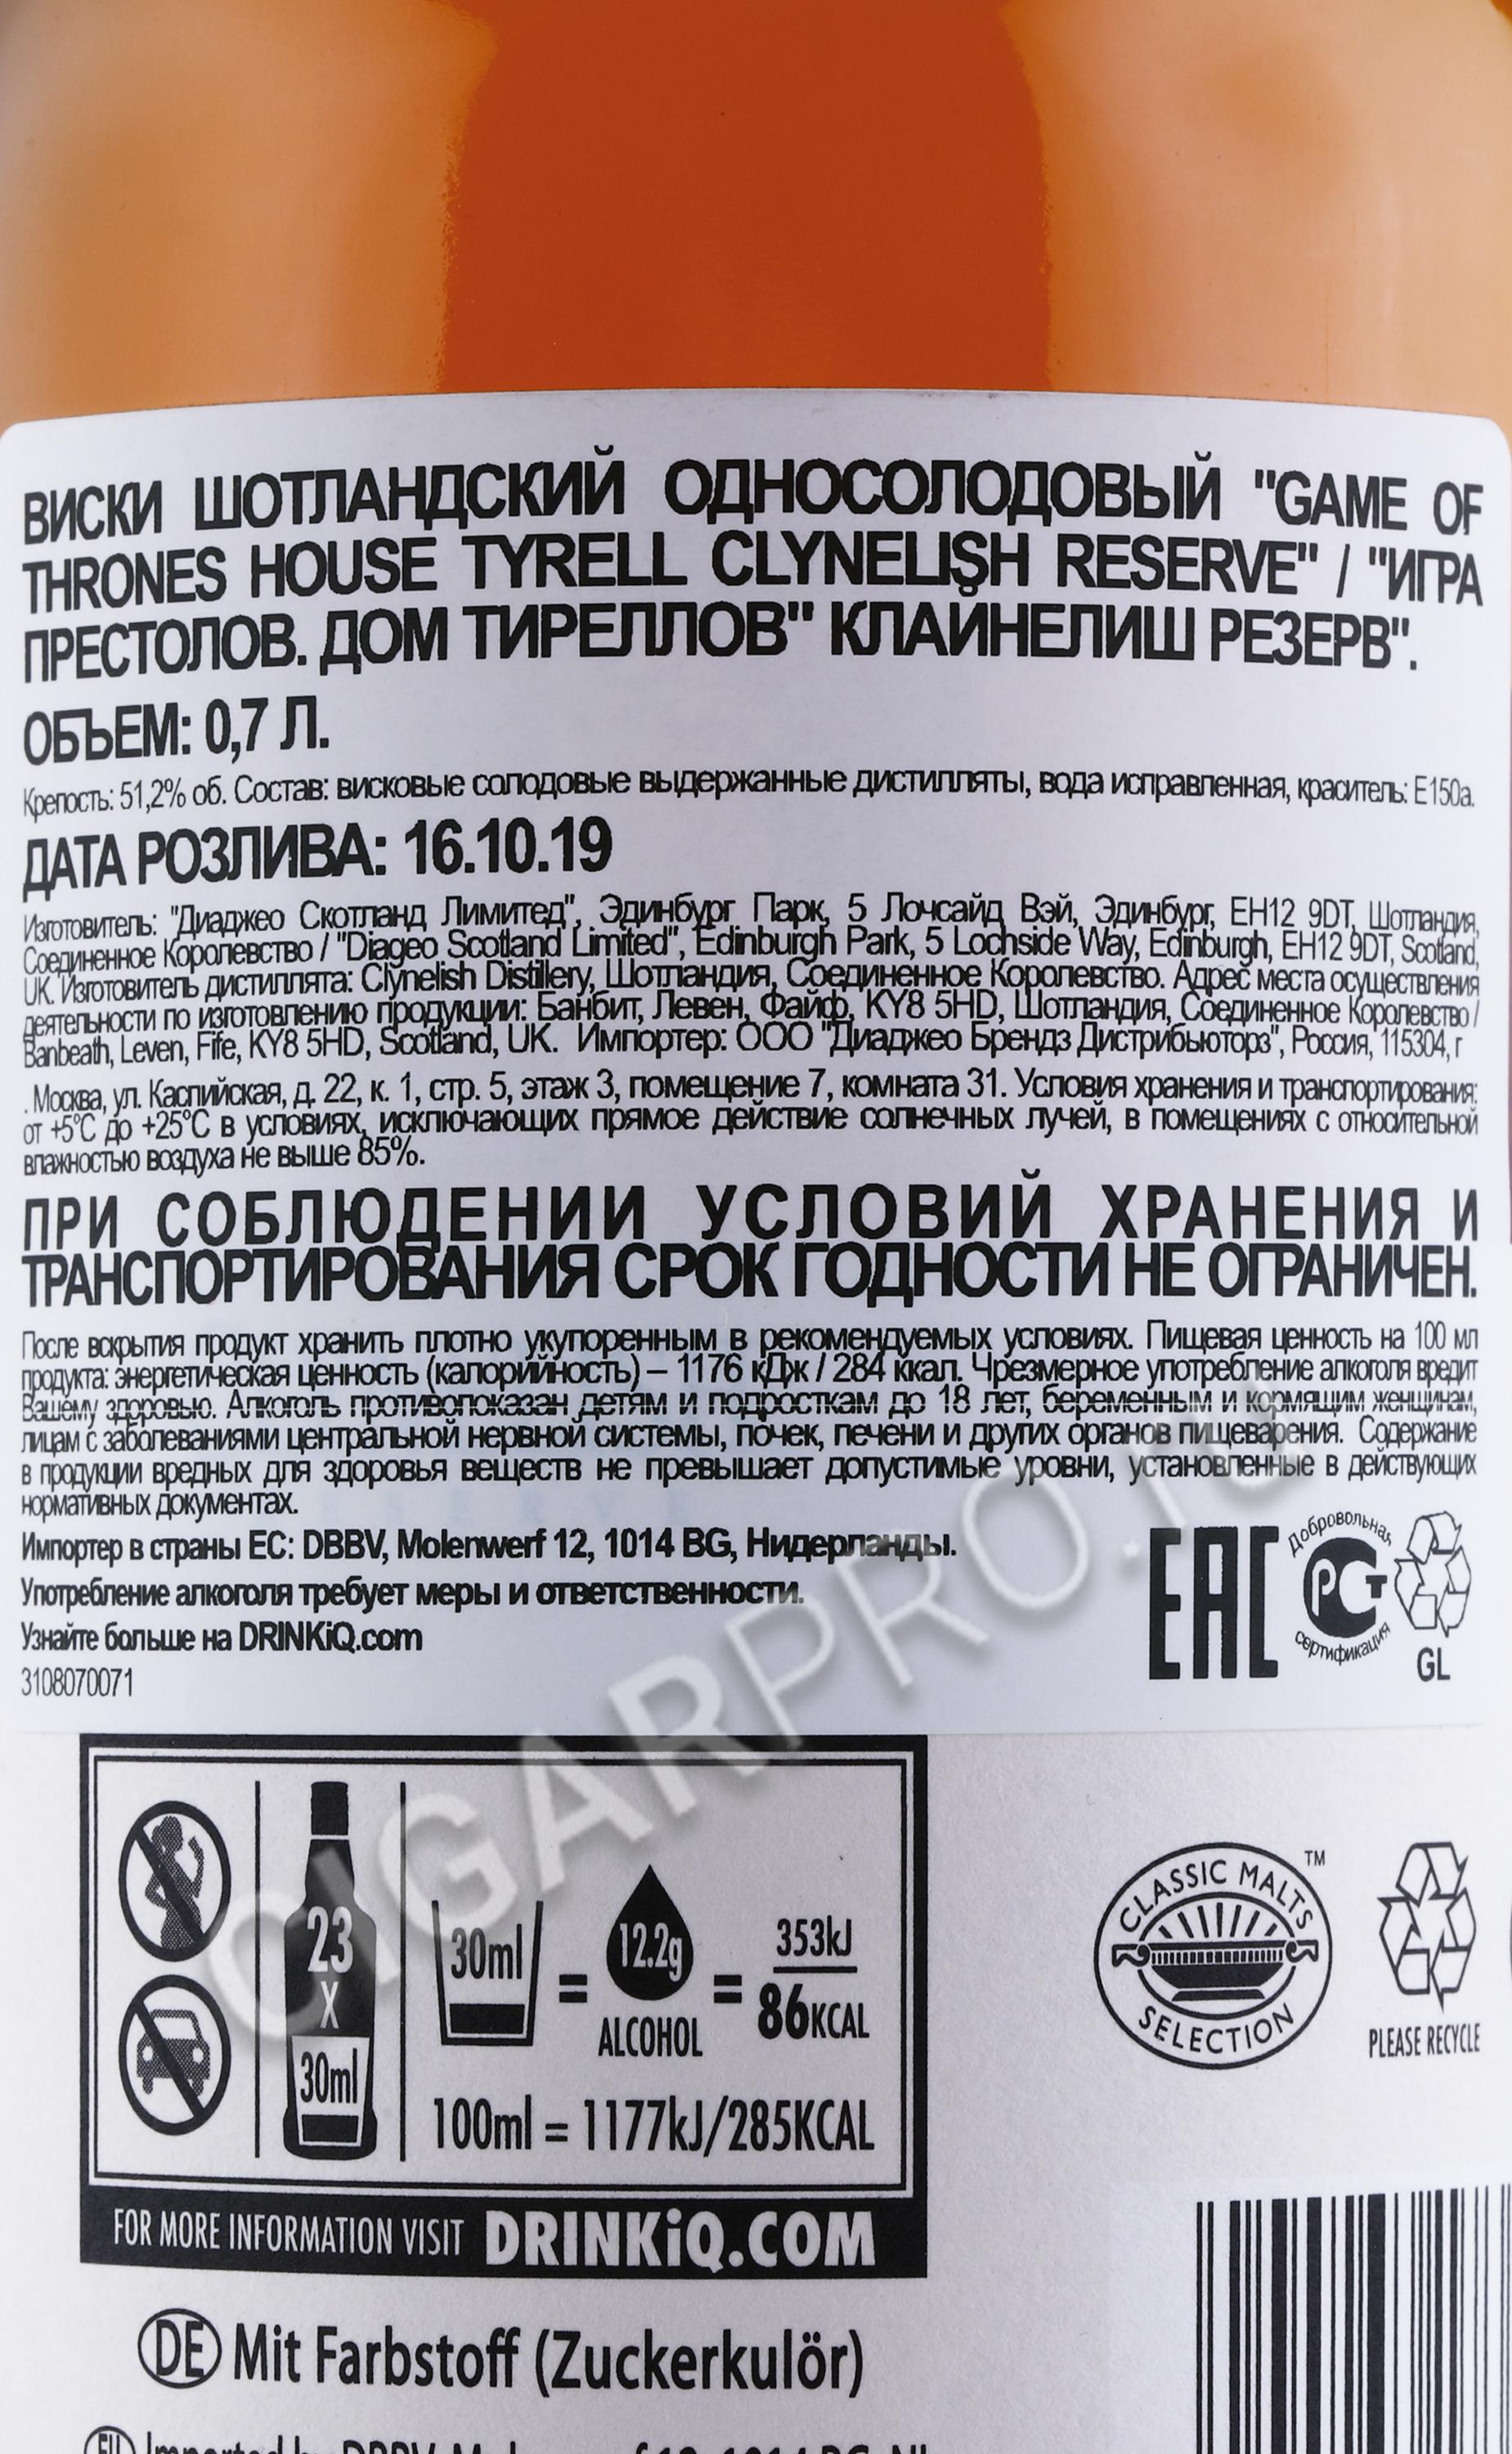 ВИСКИ ШОТЛАНДСКИЙ ОДНОСОЛОДОВЫЙ "GAME OF
THRONES HOUSE TYRELL CLYNELISH RESERVE" / "ИГРА
ПРЕСТОЛОВ. ДОМ ТИРЕЛЛОВ" КЛАЙНЕЛИШ РЕЗЕРВ".
ОБЪЕМ: 0,7 Л.
Крепость: 51,2% об. Состав: висковые солодовые выдержанные дистилляты, вода исправленная, краситель: Е150а.
ДАТА РОЗЛИВА: 16.10.19
Изготовитель: "Диаджео Скотланд Лимитед", Эдинбург Парк, 5 Лочсайд Вэй, Эдинбург, EH12 9DT, Шотландия,
Соединенное Королевство / "Diageo Scotland Limited", Edinburgh Park, 5 Lochside Way, Edinburgh, EH12 9DT, Scotland,
UK. Изготовитель дистиллята: Clynelish Distillery, Шотландия, Соединенное Королевство. Адрес места осуществления
деятельности по изготовлению продукции: Банбит, Левен, Файф, KY8 5HD, Шотландия, Соединенное Королевство /
Banbeath, Leven, Fife, KY8 5HD, Scotland, UK. Импортер: ООО "Диаджео Брендз Дистрибьюторз", Россия, 115304, г
. Москва, ул. Каспийская, д. 22, к. 1, стр. 5, этаж 3, помещение 7, комната 31. Условия хранения и транспортирования:
от +5°С до +25°С в условиях, исключающих прямое действие солнечных лучей, в помещениях с относительной
влажностью воздуха не выше 85%.
ПРИ СОБЛЮДЕНИИ УСЛОВИЙ ХРАНЕНИЯ И
ТРАНСПОРТИРОВАНИЯ СРОК ГОДНОСТИ НЕ ОГРАНИЧЕН.
После вскрытия продукт хранить плотно укупоренным в рекомендуемых условиях. Пищевая ценность на 100 мл
продукта: энергетическая ценность (калорийность) – 1176 кДж / 284 ккал. Чрезмерное употребление алкоголя вредит
Вашему здоровью. Алкоголь противопоказан детям и подросткам до 18 лет, беременным и кормящим женщинам,
лицам с заболеваниями центральной нервной системы, почек, печени и других органов пищеварения. Содержание
в продукции вредных для здоровья веществ не превышает допустимые уровни, установленные в действующих
нормативных документах.
Импортер в страны ЕС: DBBV, Molenwerf 12, 1014 BG, Нидерланды.
Употребление алкоголя требует меры и ответственности.
Узнайте больше на DRINKiQ.com
3108070071
EAC
Добровольная
РСТ
сертификация
GL
CIGARPRO.ru
23
X
30ml
30ml = 12.2g = 353kJ
ALCOHOL
86KCAL
100ml = 1177kJ/285KCAL
FOR MORE INFORMATION VISIT DRINKiQ.COM
CLASSIC MALTS
SELECTION
TM
PLEASE RECYCLE
DE Mit Farbstoff (Zuckerkulör)